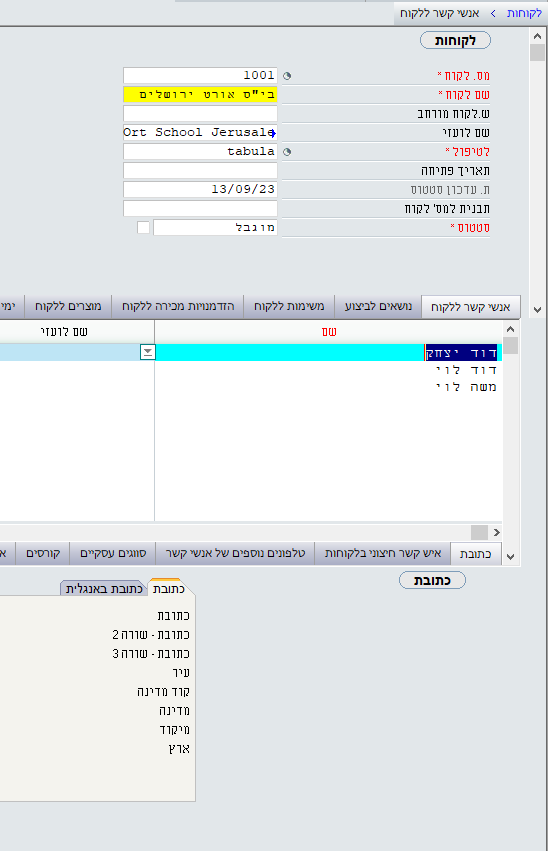 לקוחות > אנשי קשר ללקוח
לקוחות
מס. לקוח * 1001
שם לקוח * בי"ס אורט ירושלים
ש.לקוח מורחב
שם לועזי Ort School Jerusale
לטיפול * tabula
תאריך פתיחה
ת. עדכון סטטוס 13/09/23
תבנית למס' לקוח
סטטוס * מוגבל
אנשי קשר ללקוח נושאים לביצוע משימות ללקוח הזדמנויות מכירה ללקוח מוצרים ללקוח ימי
שם שם לועזי
דוד יצחק
דוד לוי
משה לוי
כתובת איש קשר חיצוני בלקוחות טלפונים נוספים של אנשי קשר סווגים עסקיים קורסים א
כתובת
כתובת כתובת באנגלית
כתובת
כתובת - שורה 2
כתובת - שורה 3
עיר
קוד מדינה
מדינה
מיקוד
ארץ